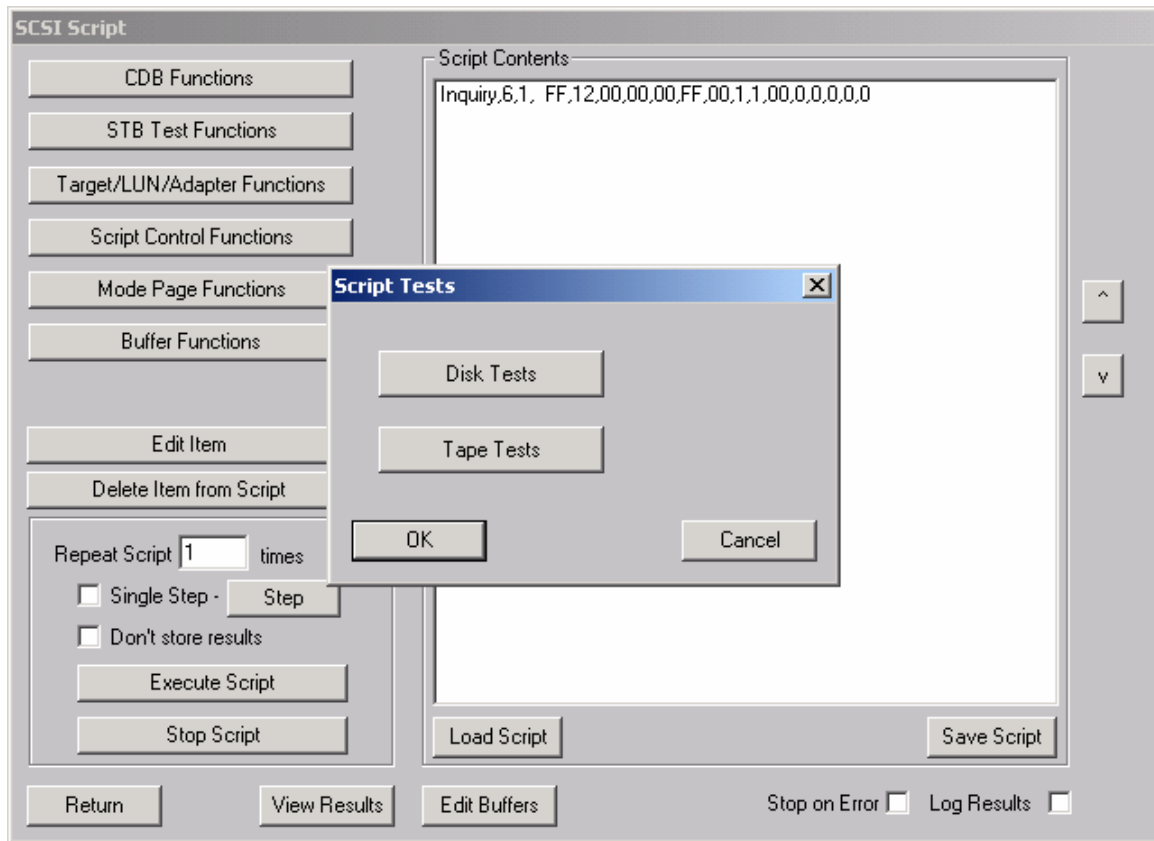 SCSI Script
CDB Functions
STB Test Functions
Target/LUN/Adapter Functions
Script Control Functions
Mode Page Functions
Buffer Functions
Edit Item
Delete Item from Script
Repeat Script 1 times
Single Step - Step
Don't store results
Execute Script
Stop Script
Return
View Results
Script Contents
Inquiry,6,1,  FF,12,00,00,00,FF,00,1,1,00,0,0,0,0,0
Script Tests
Disk Tests
Tape Tests
OK
Cancel
Load Script
Save Script
Edit Buffers
Stop on Error
Log Results
^
v